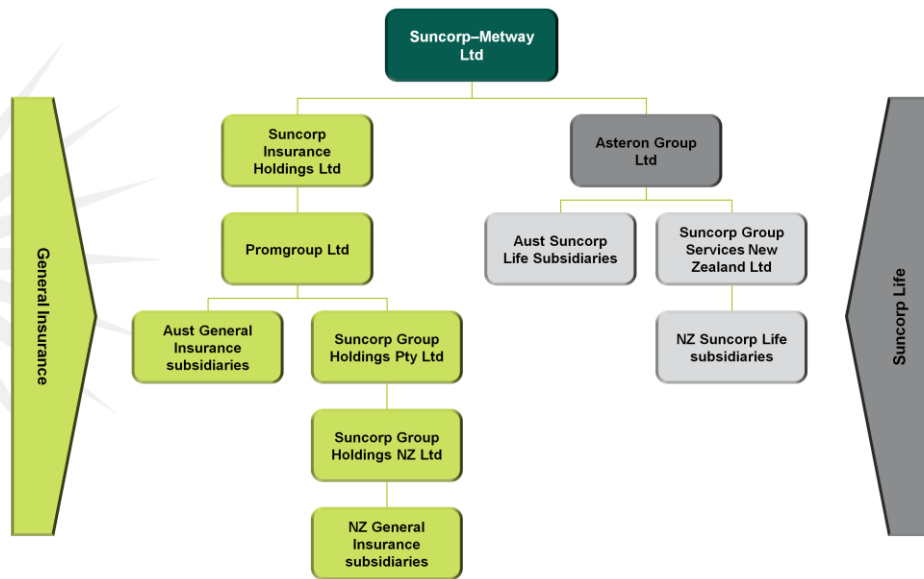 Suncorp–Metway
Ltd
Suncorp
Insurance
Holdings Ltd
Asteron Group
Ltd
Promgroup Ltd
Aust Suncorp
Life Subsidiaries
Suncorp Group
Services New
Zealand Ltd
Aust General
Insurance
subsidiaries
Suncorp Group
Holdings Pty Ltd
NZ Suncorp Life
subsidiaries
Suncorp Group
Holdings NZ Ltd
NZ General
Insurance
subsidiaries
General Insurance
Suncorp Life